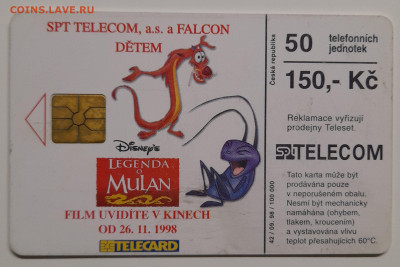 COINS.LAVE.RU
SPT TELECOM, a.s. a FALCON
DĚTEM
DISNEY'S
LEGENDA
O
MULAN
FILM UVIDÍTE V KINECH
OD 26. 11. 1998
SPT TELECARD
Česká republika
50 telefonních
jednotek
150,- Kč
Reklamace vyřizují
prodejny Teleset.
SPT TELECOM
Tato karta může být
prodávána pouze
v neporušeném obalu.
Nesmí být mechanicky
namáhána (ohybem,
tlakem, kroucením)
a vystavována vlivu
teplot přesahujících 60°C.
42 / 09. 98 / 100 000